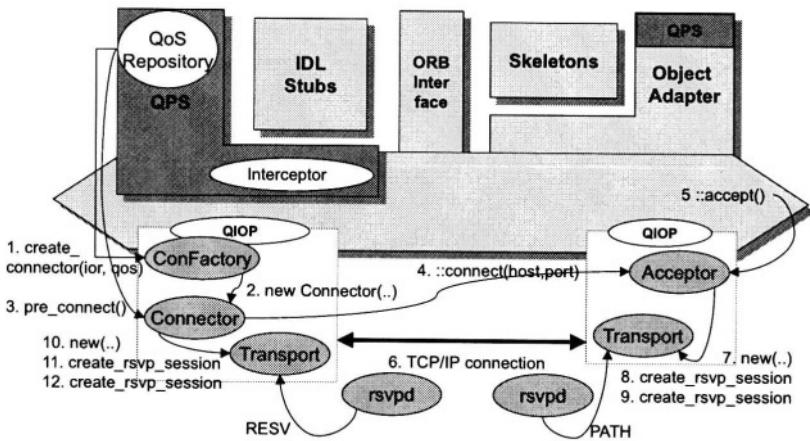 QoS
Repository
QPS
IDL
Stubs
ORB
Inter
face
Skeletons
QPS
Object
Adapter
Interceptor
5 ::accept()
QIOP
QIOP
1. create_
connector(ior, qos)
ConFactory
4. ::connect(host,port)
Acceptor
2. new Connector(..)
3. pre_connect()
Connector
10. new(..)
11. create_rsvp_session
12. create_rsvp_session
Transport
Transport
6. TCP/IP connection
7. new(..)
8. create_rsvp_session
9. create_rsvp_session
rsvpd
rsvpd
RESV
PATH